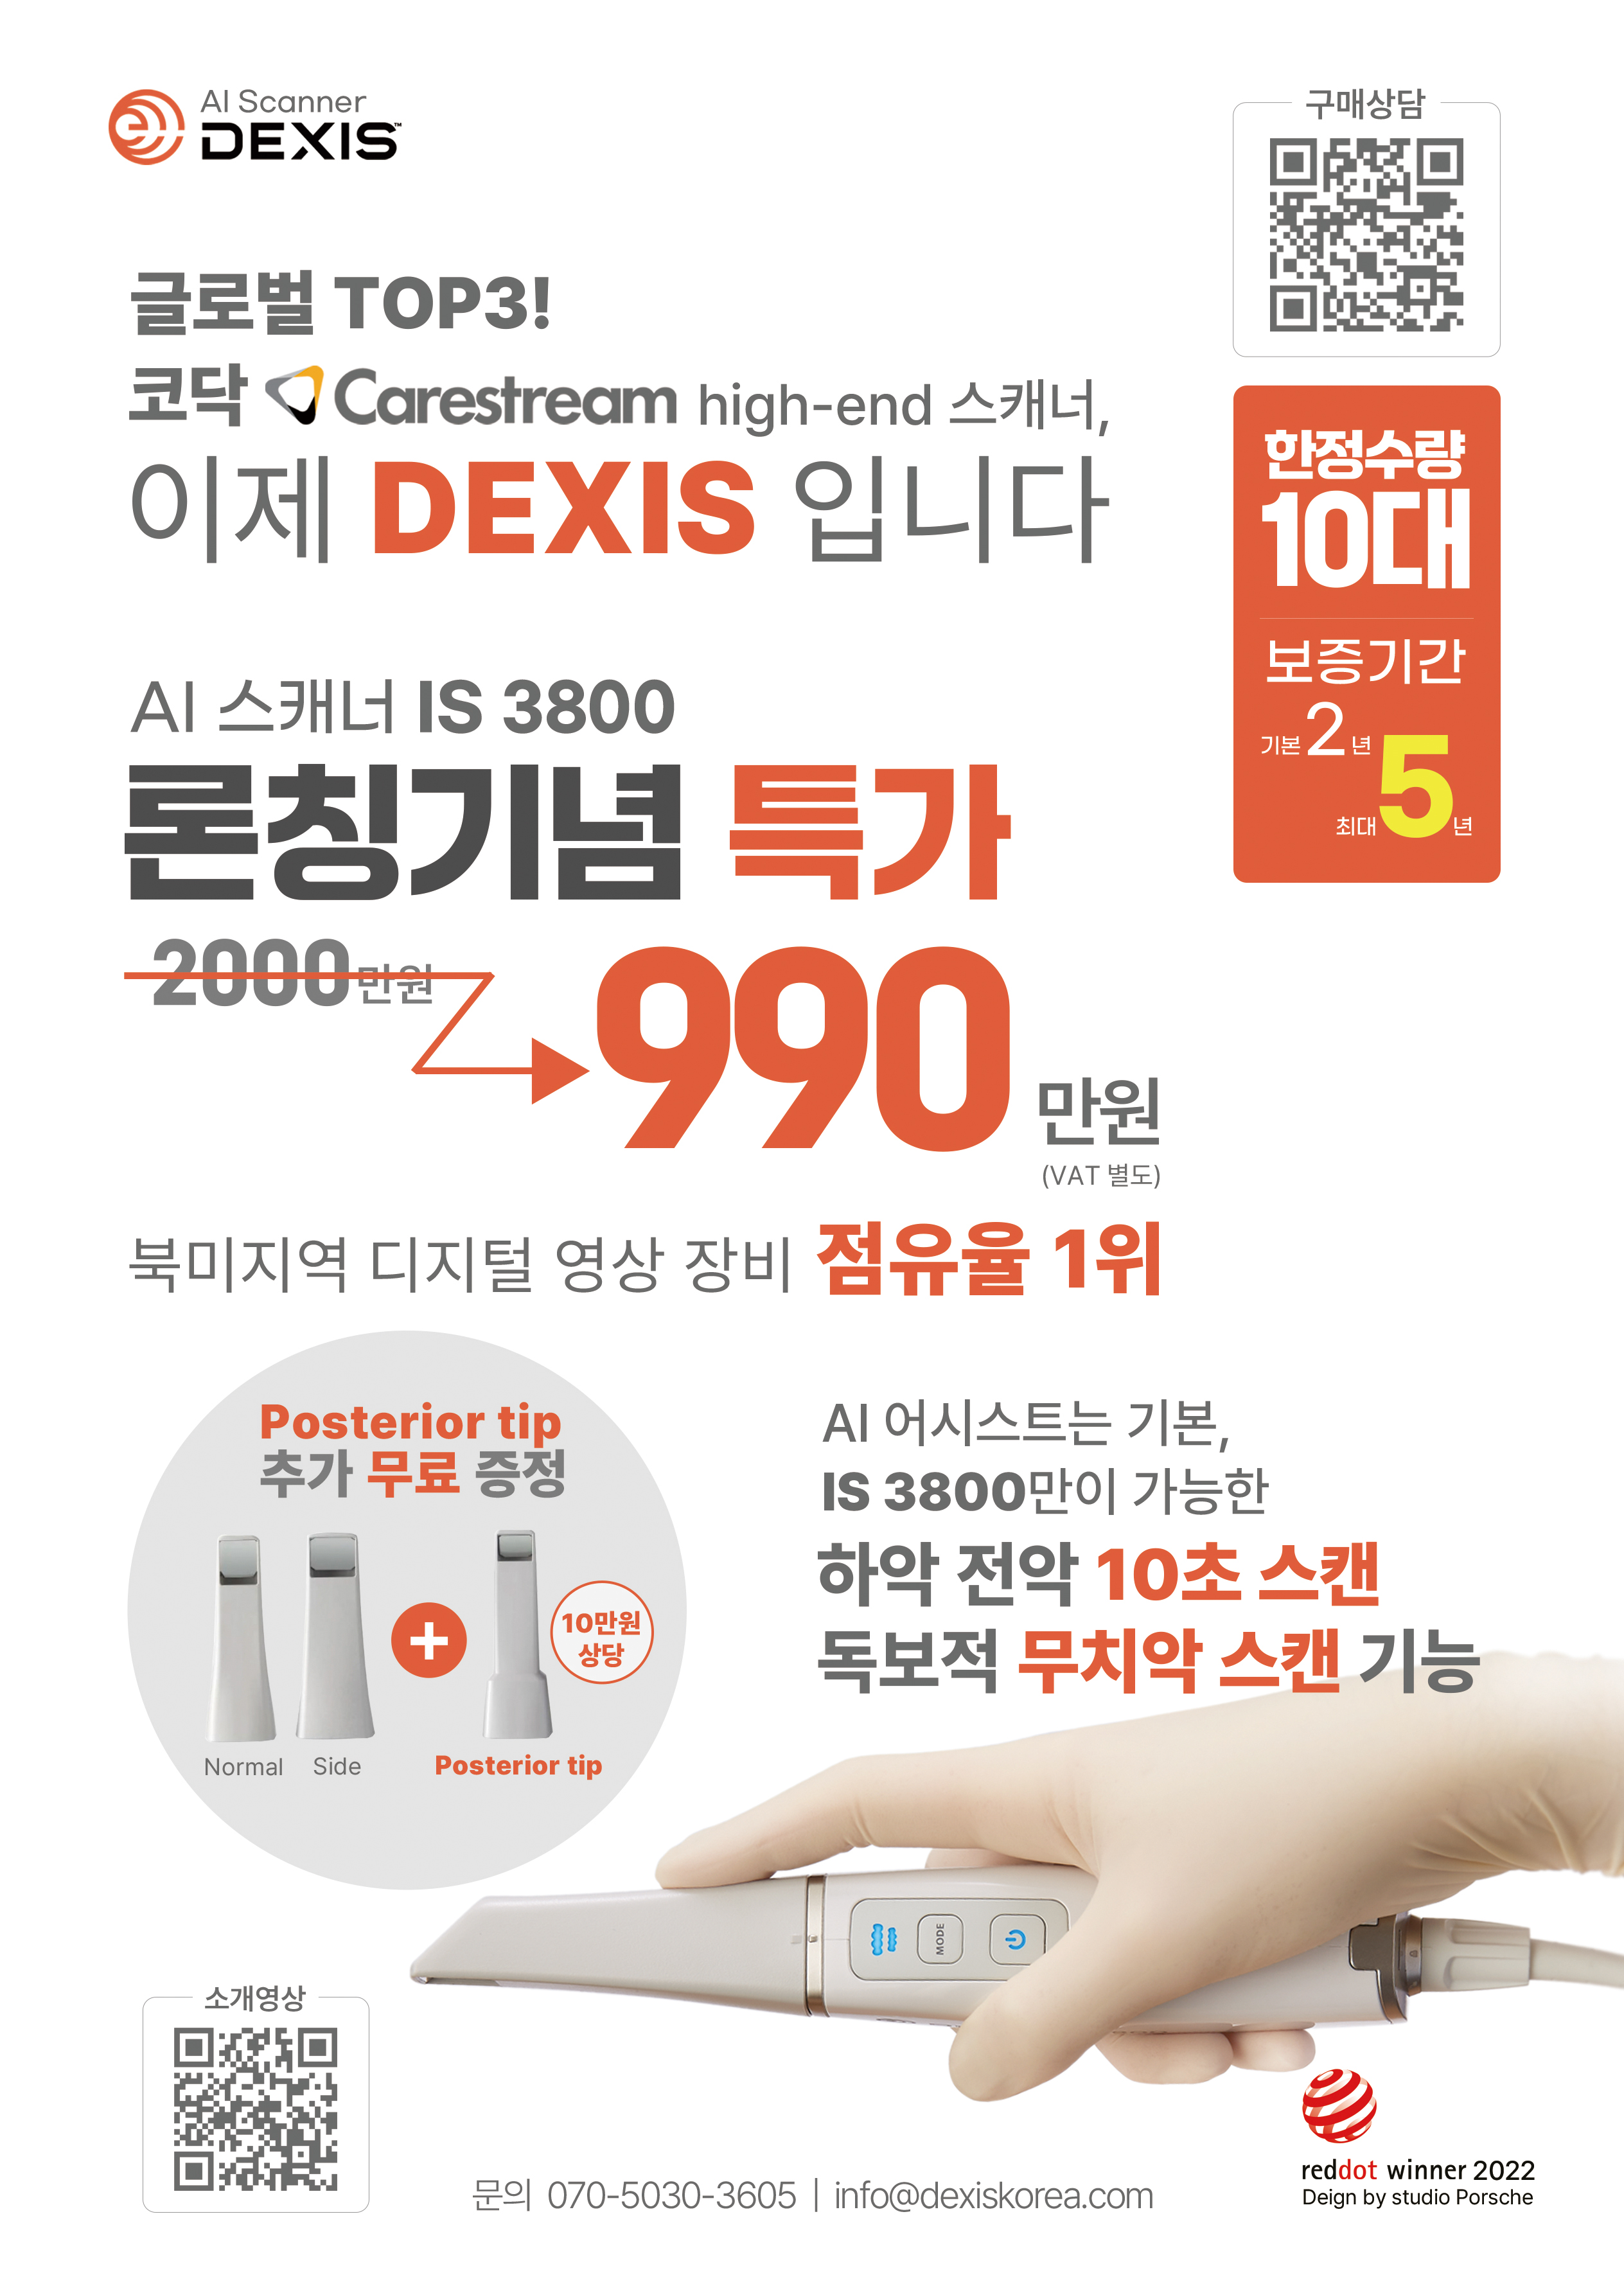 AI Scanner
DEXIS™
구매상담
글로벌 TOP3!
코닥 Carestream high-end 스캐너,
이제 DEXIS 입니다
한정수량
10대
보증기간
기본 2년
최대 5년
AI 스캐너 IS 3800
론칭기념 특가
2000만원
990만원
(VAT 별도)
북미지역 디지털 영상 장비 점유율 1위
Posterior tip
추가 무료 증정
10만원
상당
Normal Side Posterior tip
AI 어시스트는 기본,
IS 3800만이 가능한
하악 전악 10초 스캔
독보적 무치악 스캔 기능
MODE
소개영상
문의 070-5030-3605 | info@dexiskorea.com
reddot winner 2022
Deign by studio Porsche